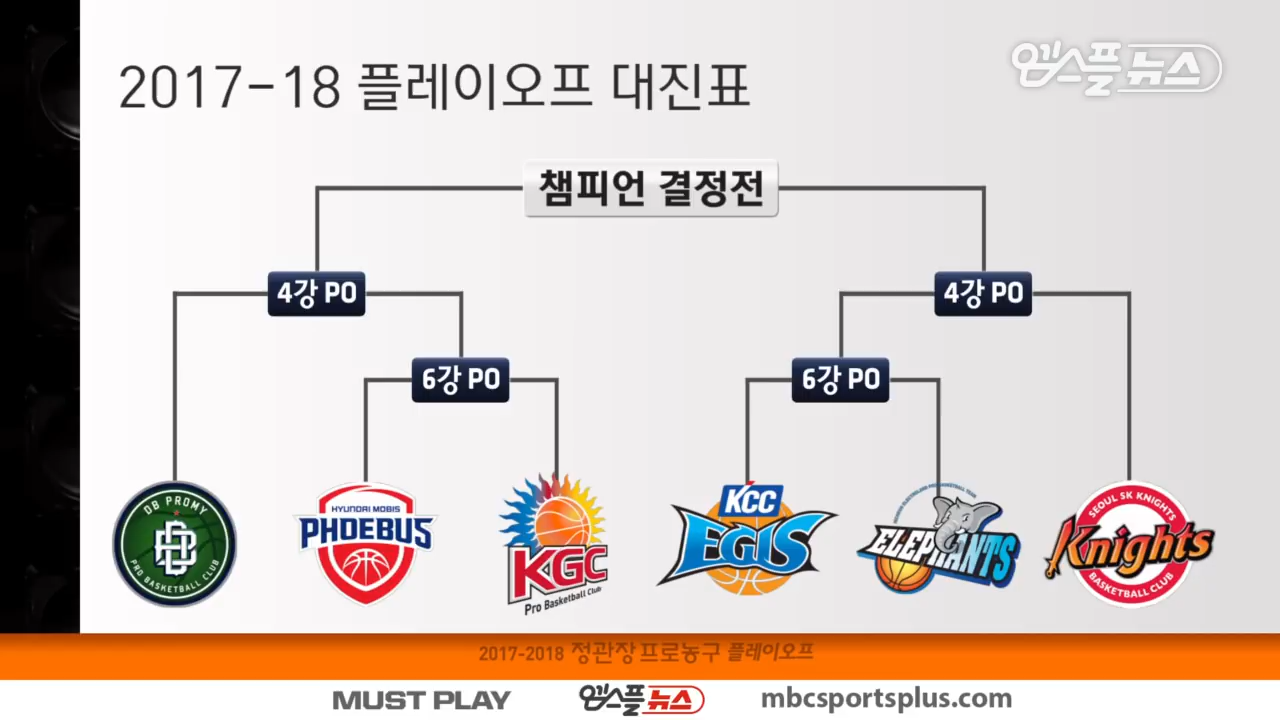 엠스플 뉴스
2017-18 플레이오프 대진표
챔피언 결정전
4강 PO
4강 PO
6강 PO
6강 PO
DB PROMY
PRO BASKETBALL CLUB
HYUNDAI MOBIS
PHOEBUS
KGC
Pro Basketball Club
KCC
EGIS
ELEPHANTS
SEOUL SK KNIGHTS
Knights
BASKETBALL CLUB
2017-2018 정관장 프로농구 플레이오프
MUST PLAY 엠스플 뉴스 mbcsportsplus.com